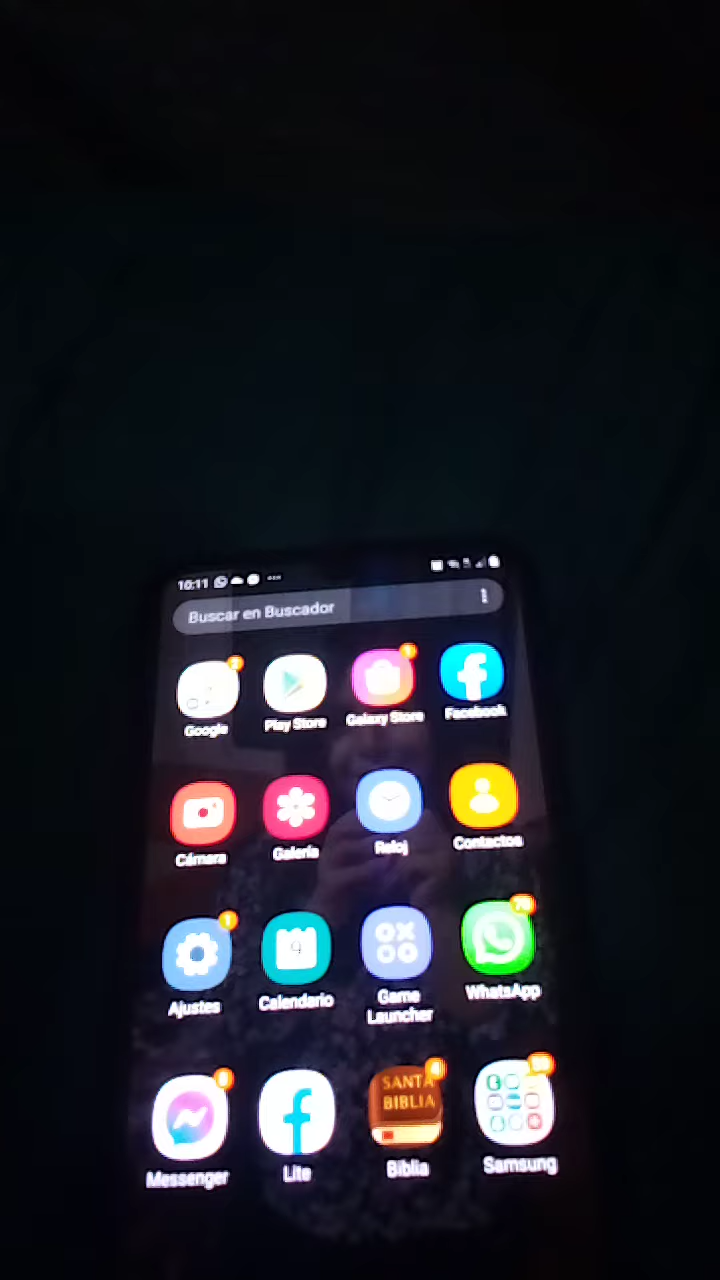 10:11
Buscar en Buscador
Google Play Store Galaxy Store Facebook
Cámara Galería Reloj Contactos
Ajustes Calendario Game Launcher WhatsApp
9
SANTA
BIBLIA
Messenger Lite Biblia Samsung